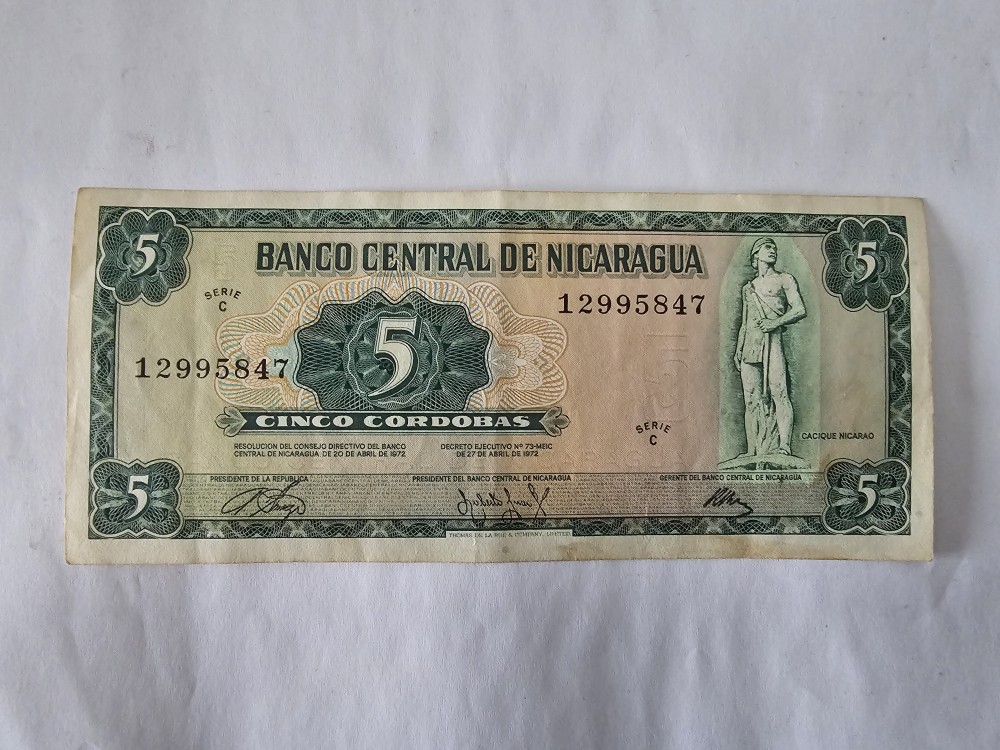 5
5
BANCO CENTRAL DE NICARAGUA
SERIE
C
12995847
5
12995847
CINCO CORDOBAS
SERIE
C
CACIQUE NICARAO
RESOLUCION DEL CONSEJO DIRECTIVO DEL BANCO
CENTRAL DE NICARAGUA DE 20 DE ABRIL DE 1972
DECRETO EJECUTIVO Nº 73-MEIC
DE 27 DE ABRIL DE 1972
5
PRESIDENTE DE LA REPUBLICA
PRESIDENTE DEL BANCO CENTRAL DE NICARAGUA
GERENTE DEL BANCO CENTRAL DE NICARAGUA
5
THOMAS DE LA RUE & COMPANY, LIMITED